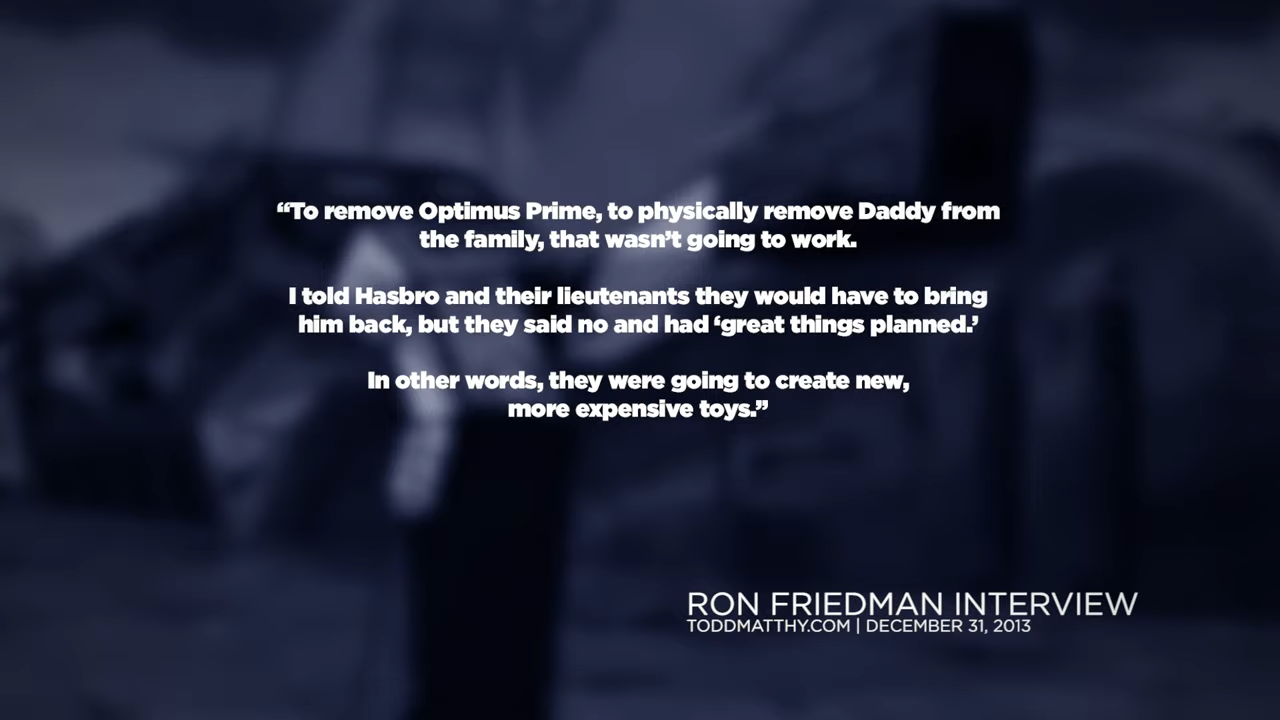 “To remove Optimus Prime, to physically remove Daddy from
the family, that wasn’t going to work.
I told Hasbro and their lieutenants they would have to bring
him back, but they said no and had ‘great things planned.’
In other words, they were going to create new,
more expensive toys.”
RON FRIEDMAN INTERVIEW
TODDMATTHY.COM | DECEMBER 31, 2013